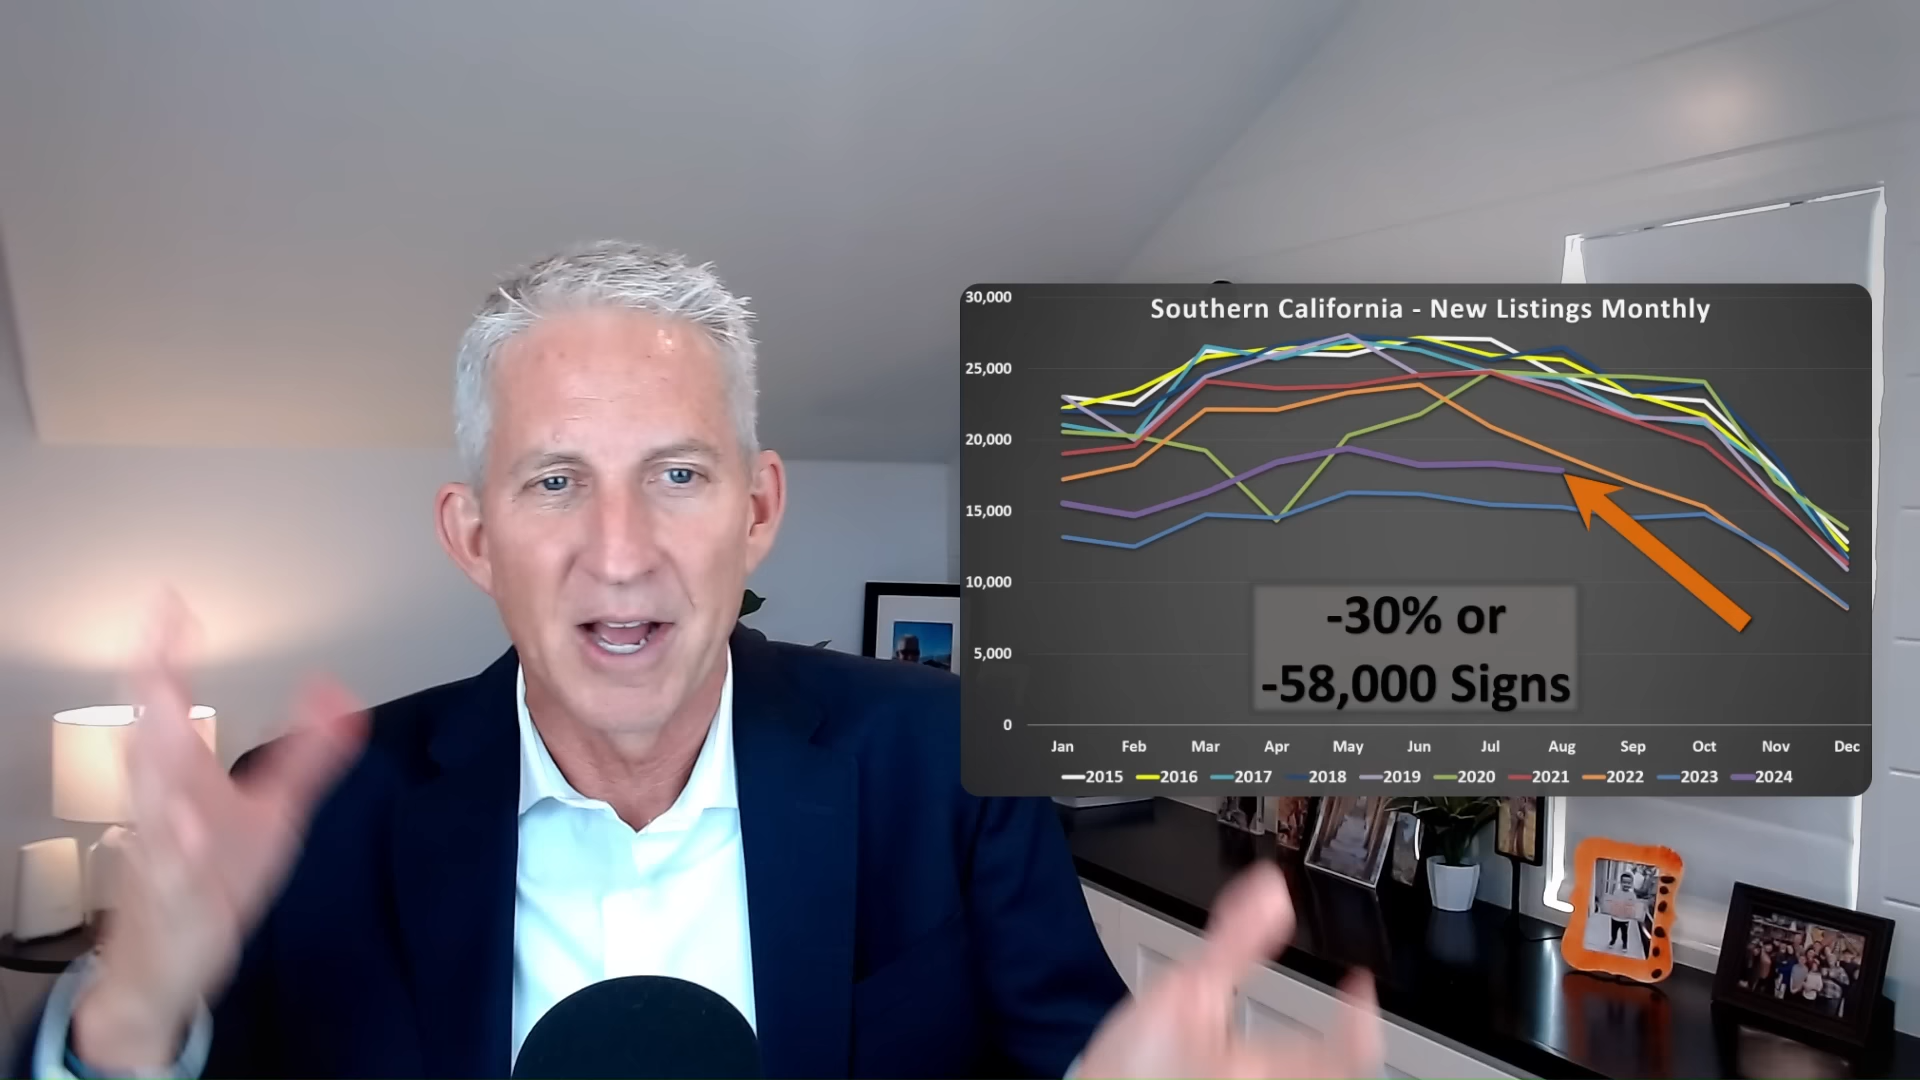 Southern California - New Listings Monthly
30,000
25,000
20,000
15,000
10,000
5,000
0
-30% or
-58,000 Signs
Jan Feb Mar Apr May Jun Jul Aug Sep Oct Nov Dec
2015 2016 2017 2018 2019 2020 2021 2022 2023 2024